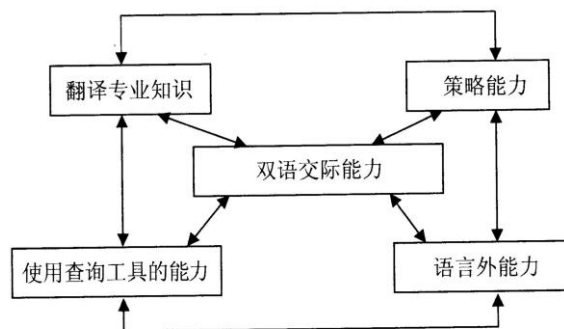 翻译专业知识
策略能力
双语交际能力
使用查询工具的能力
语言外能力